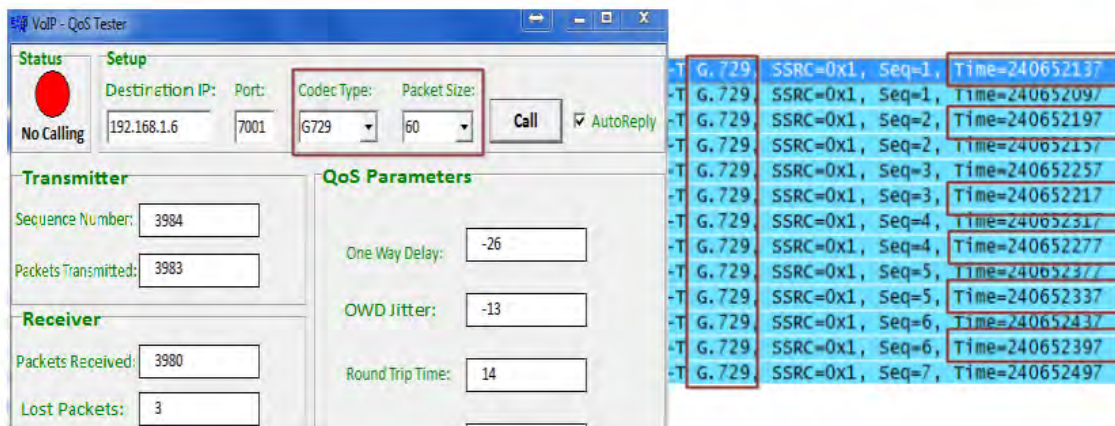 VoIP - QoS Tester
Status
No Calling
Setup
Destination IP:
192.168.1.6
Port:
7001
Codec Type:
G729
Packet Size:
60
Call
AutoReply
Transmitter
Sequence Number: 3984
Packets Transmitted: 3983
Receiver
Packets Received: 3980
Lost Packets: 3
QoS Parameters
One Way Delay: -26
OWD Jitter: -13
Round Trip Time: 14
-T G.729, SSRC=0x1, Seq=1, Time=240652137
-T G.729, SSRC=0x1, Seq=1, Time=240652097
-T G.729, SSRC=0x1, Seq=2, Time=240652197
-T G.729, SSRC=0x1, Seq=2, Time=240652157
-T G.729, SSRC=0x1, Seq=3, Time=240652257
-T G.729, SSRC=0x1, Seq=3, Time=240652217
-T G.729, SSRC=0x1, Seq=4, Time=240652317
-T G.729, SSRC=0x1, Seq=4, Time=240652277
-T G.729, SSRC=0x1, Seq=5, Time=240652377
-T G.729, SSRC=0x1, Seq=5, Time=240652337
-T G.729, SSRC=0x1, Seq=6, Time=240652437
-T G.729, SSRC=0x1, Seq=6, Time=240652397
-T G.729, SSRC=0x1, Seq=7, Time=240652497